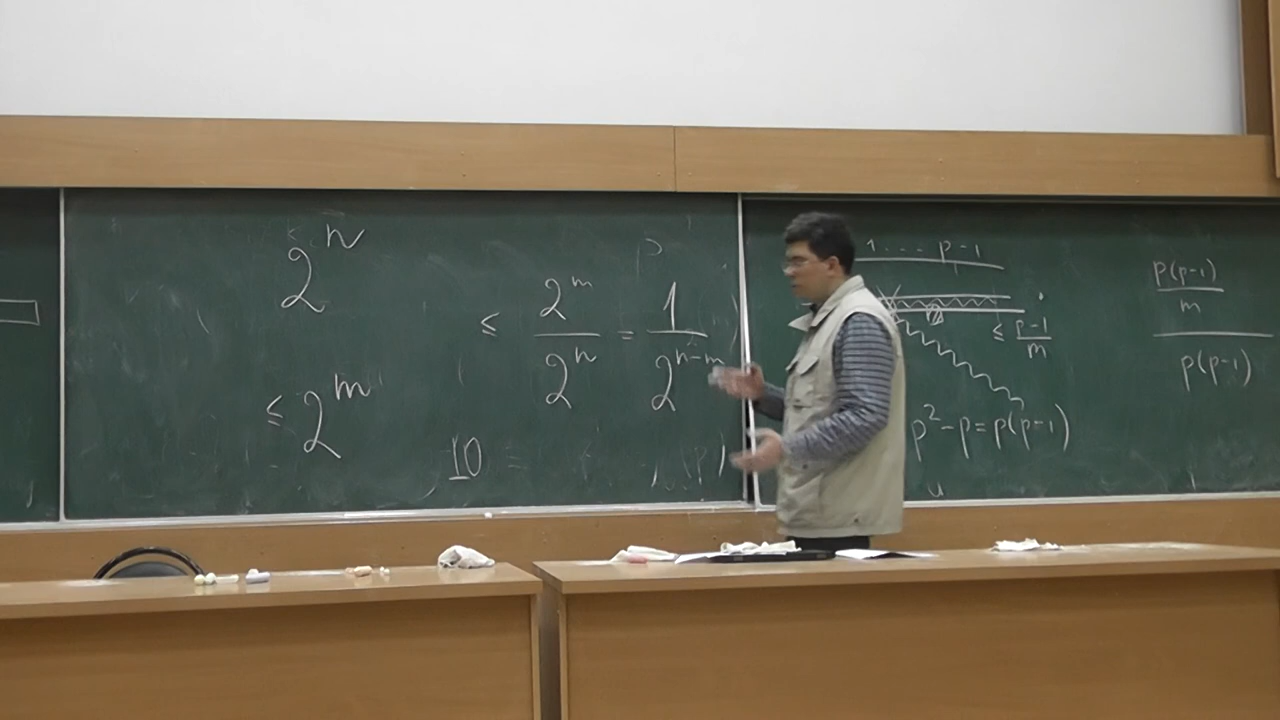 2^n
≤ 2^m
≤ 2^m / 2^n = 1 / 2^{n-m}
10
p
1 . . . . p-1
≤ (p-1)/m
p^2 - p = p(p-1)
(p(p-1)/m) / (p(p-1))